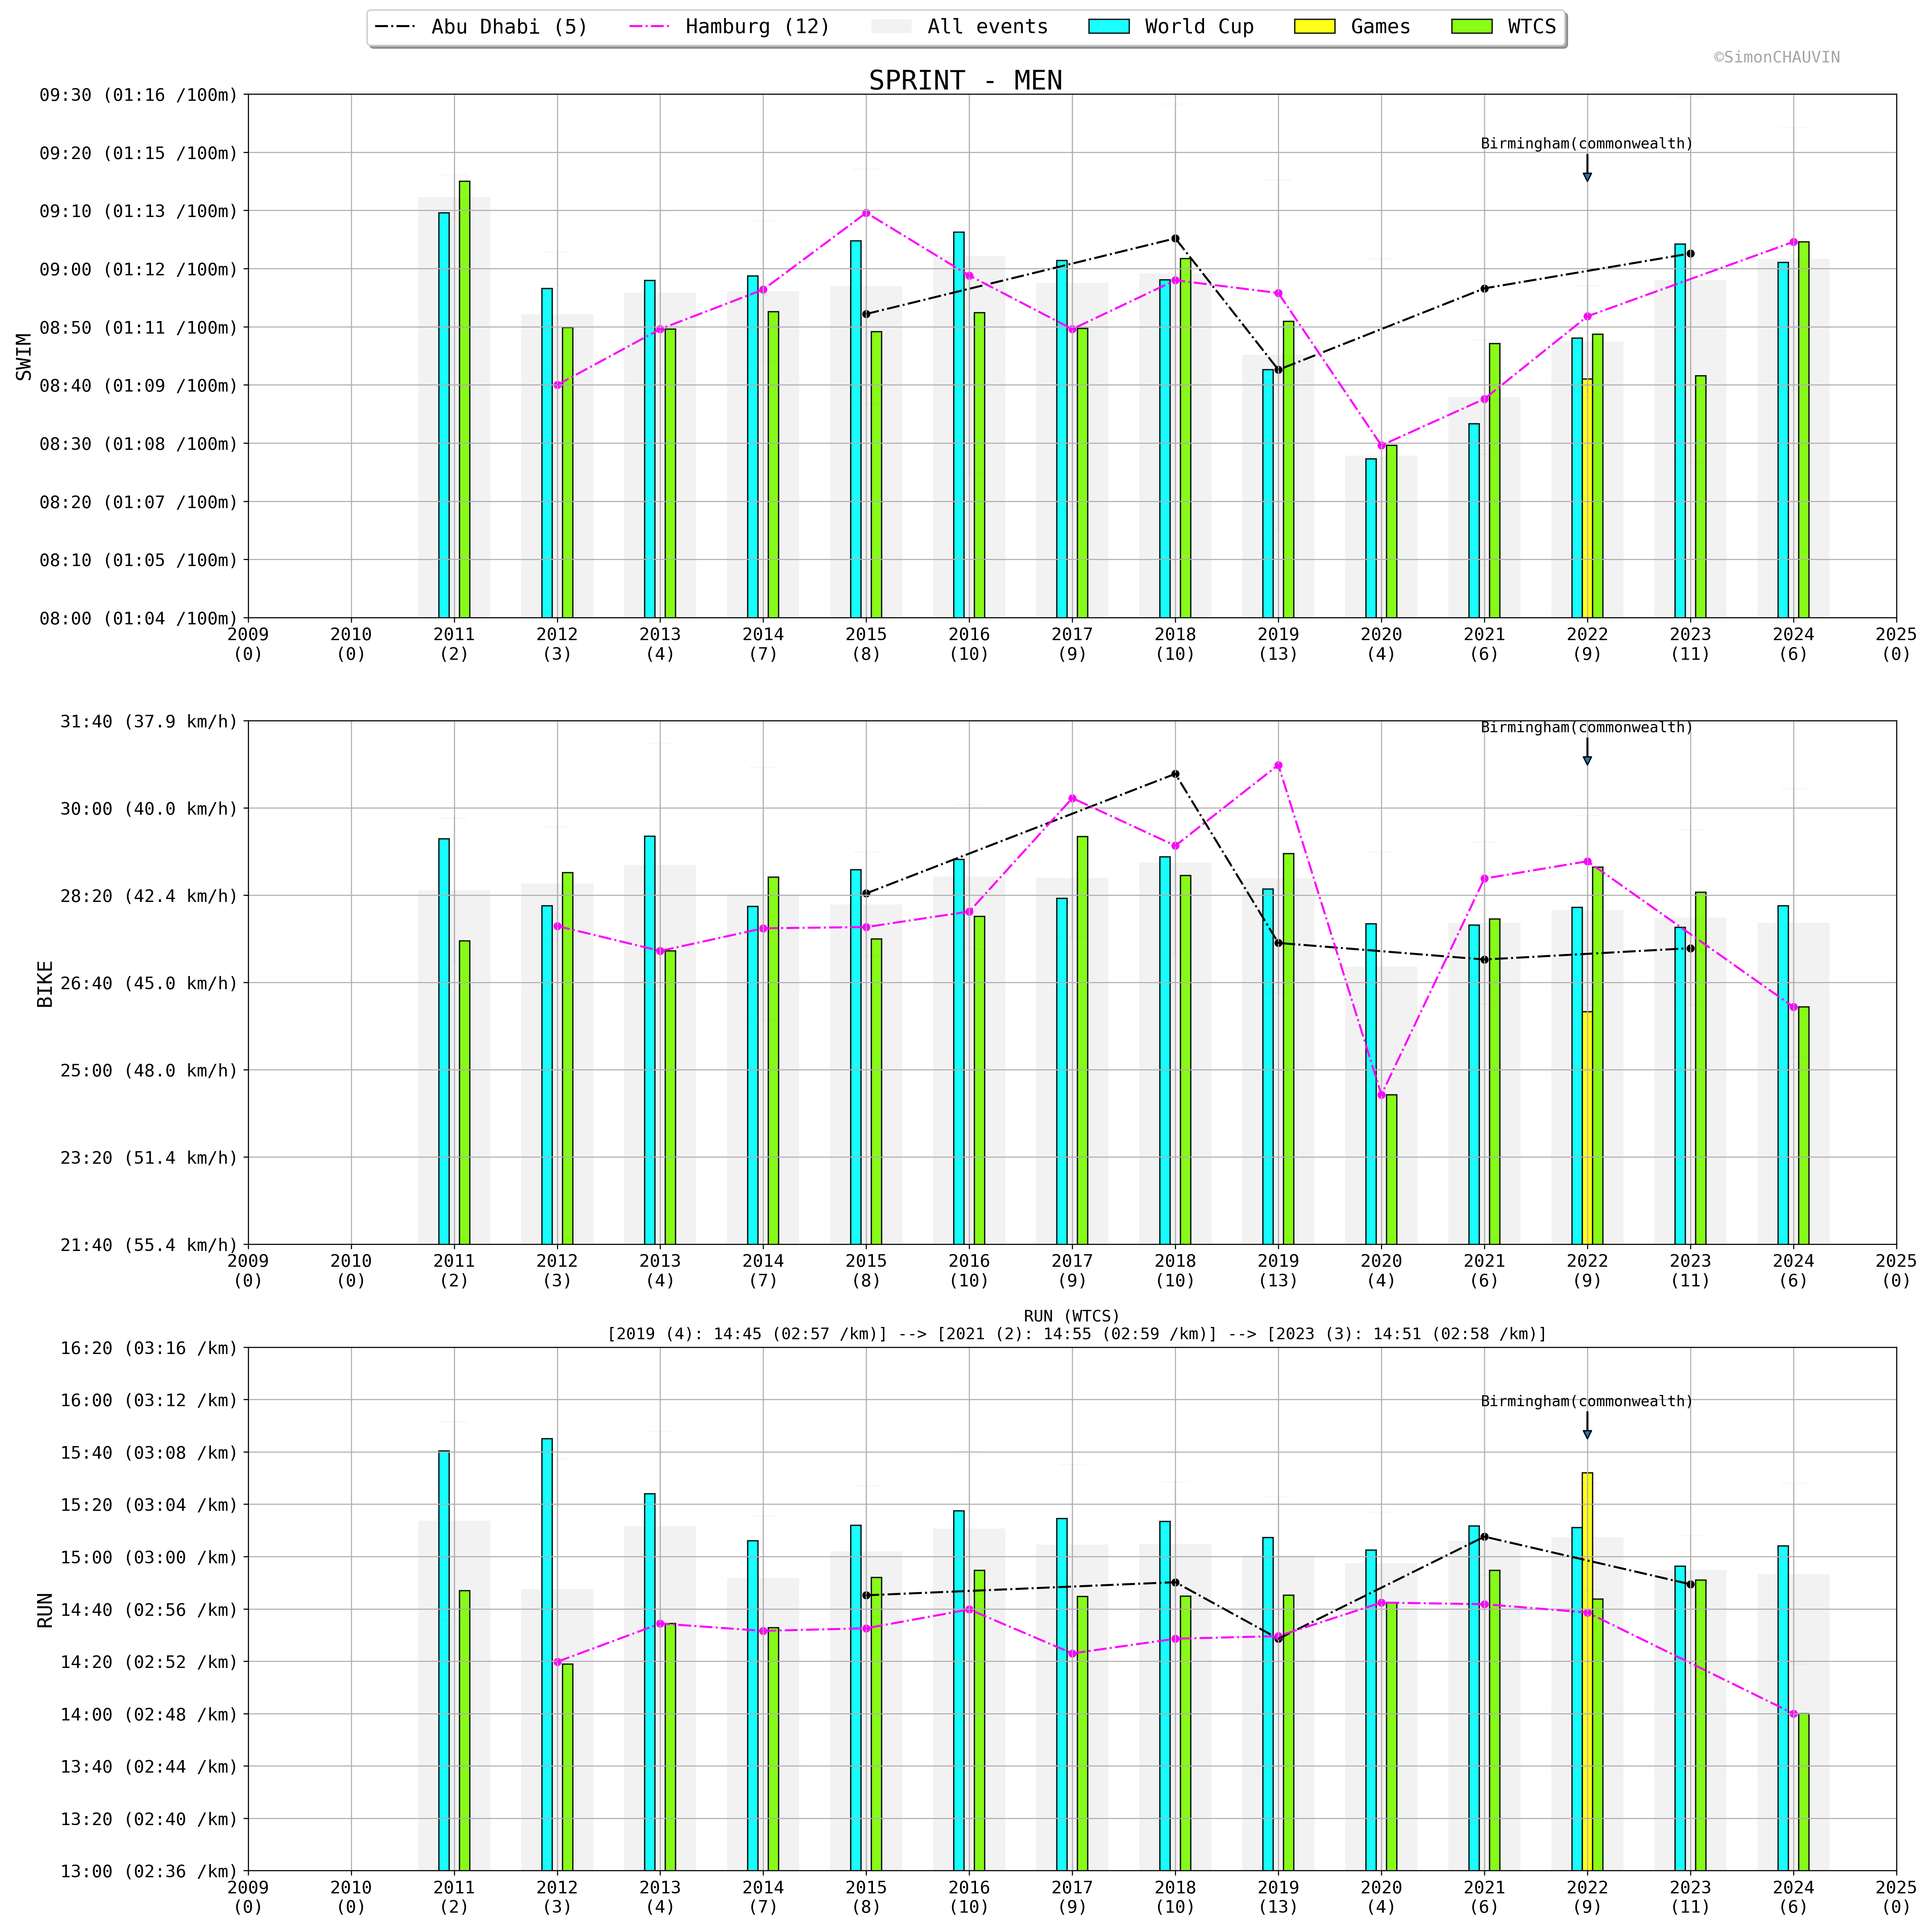 Abu Dhabi (5) Hamburg (12) All events World Cup Games WTCS
©SimonCHAUVIN
SPRINT - MEN
SWIM
09:30 (01:16 /100m)
09:20 (01:15 /100m)
09:10 (01:13 /100m)
09:00 (01:12 /100m)
08:50 (01:11 /100m)
08:40 (01:09 /100m)
08:30 (01:08 /100m)
08:20 (01:07 /100m)
08:10 (01:05 /100m)
08:00 (01:04 /100m)
Birmingham(commonwealth)
2009 2010 2011 2012 2013 2014 2015 2016 2017 2018 2019 2020 2021 2022 2023 2024 2025
(0) (0) (2) (3) (4) (7) (8) (10) (9) (10) (13) (4) (6) (9) (11) (6) (0)
BIKE
31:40 (37.9 km/h)
30:00 (40.0 km/h)
28:20 (42.4 km/h)
26:40 (45.0 km/h)
25:00 (48.0 km/h)
23:20 (51.4 km/h)
21:40 (55.4 km/h)
Birmingham(commonwealth)
2009 2010 2011 2012 2013 2014 2015 2016 2017 2018 2019 2020 2021 2022 2023 2024 2025
(0) (0) (2) (3) (4) (7) (8) (10) (9) (10) (13) (4) (6) (9) (11) (6) (0)
RUN (WTCS)
[2019 (4): 14:45 (02:57 /km)] --> [2021 (2): 14:55 (02:59 /km)] --> [2023 (3): 14:51 (02:58 /km)]
RUN
16:20 (03:16 /km)
16:00 (03:12 /km)
15:40 (03:08 /km)
15:20 (03:04 /km)
15:00 (03:00 /km)
14:40 (02:56 /km)
14:20 (02:52 /km)
14:00 (02:48 /km)
13:40 (02:44 /km)
13:20 (02:40 /km)
13:00 (02:36 /km)
Birmingham(commonwealth)
2009 2010 2011 2012 2013 2014 2015 2016 2017 2018 2019 2020 2021 2022 2023 2024 2025
(0) (0) (2) (3) (4) (7) (8) (10) (9) (10) (13) (4) (6) (9) (11) (6) (0)